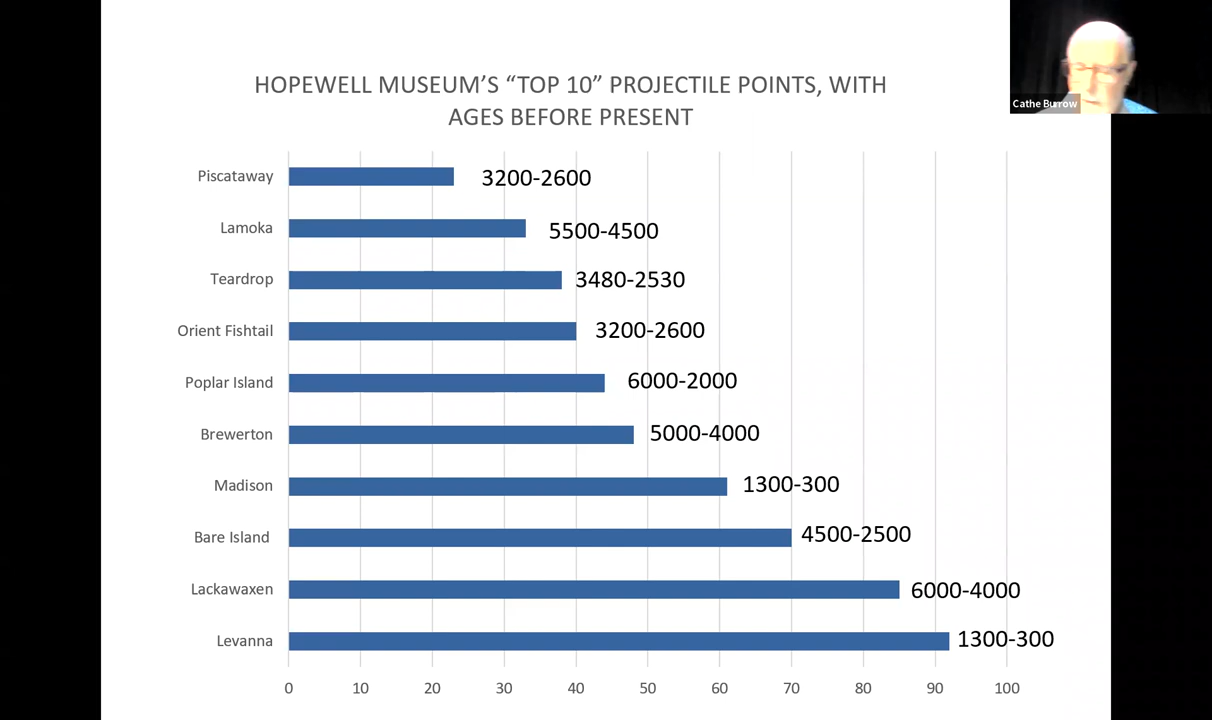 HOPEWELL MUSEUM’S “TOP 10” PROJECTILE POINTS, WITH
AGES BEFORE PRESENT
Cathe Burrow
Piscataway 3200-2600
Lamoka 5500-4500
Teardrop 3480-2530
Orient Fishtail 3200-2600
Poplar Island 6000-2000
Brewerton 5000-4000
Madison 1300-300
Bare Island 4500-2500
Lackawaxen 6000-4000
Levanna 1300-300
0 10 20 30 40 50 60 70 80 90 100